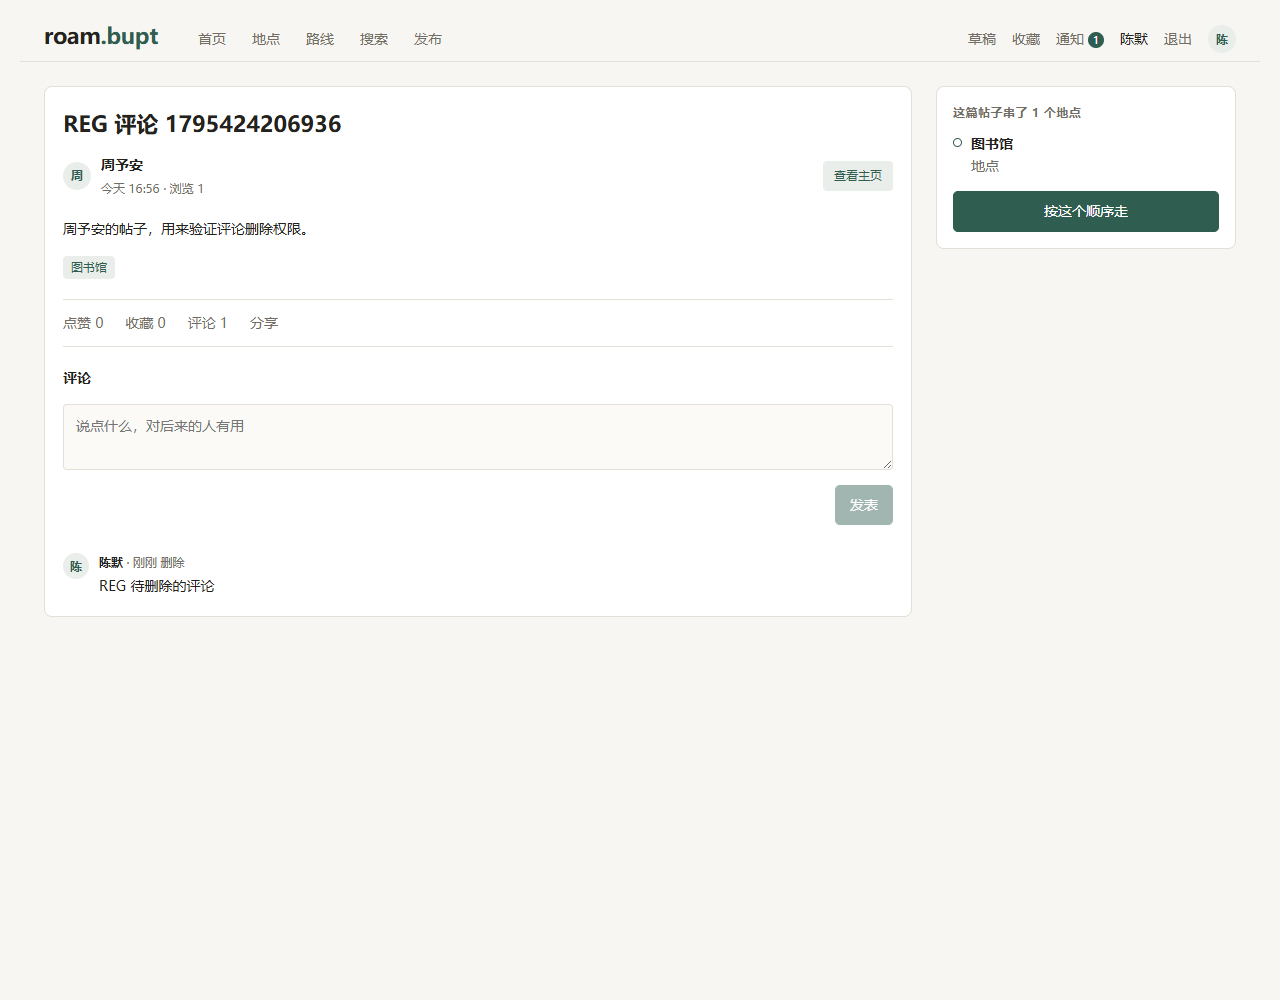 roam.bupt 首页 地点 路线 搜索 发布 草稿 收藏 通知 1 陈默 退出 陈
REG 评论 1795424206936
周 周予安
今天 16:56 · 浏览 1
查看主页
周予安的帖子，用来验证评论删除权限。
图书馆
点赞 0 收藏 0 评论 1 分享
评论
说点什么，对后来的人有用
发表
陈 陈默 · 刚刚 删除
REG 待删除的评论
这篇帖子串了 1 个地点
图书馆
地点
按这个顺序走